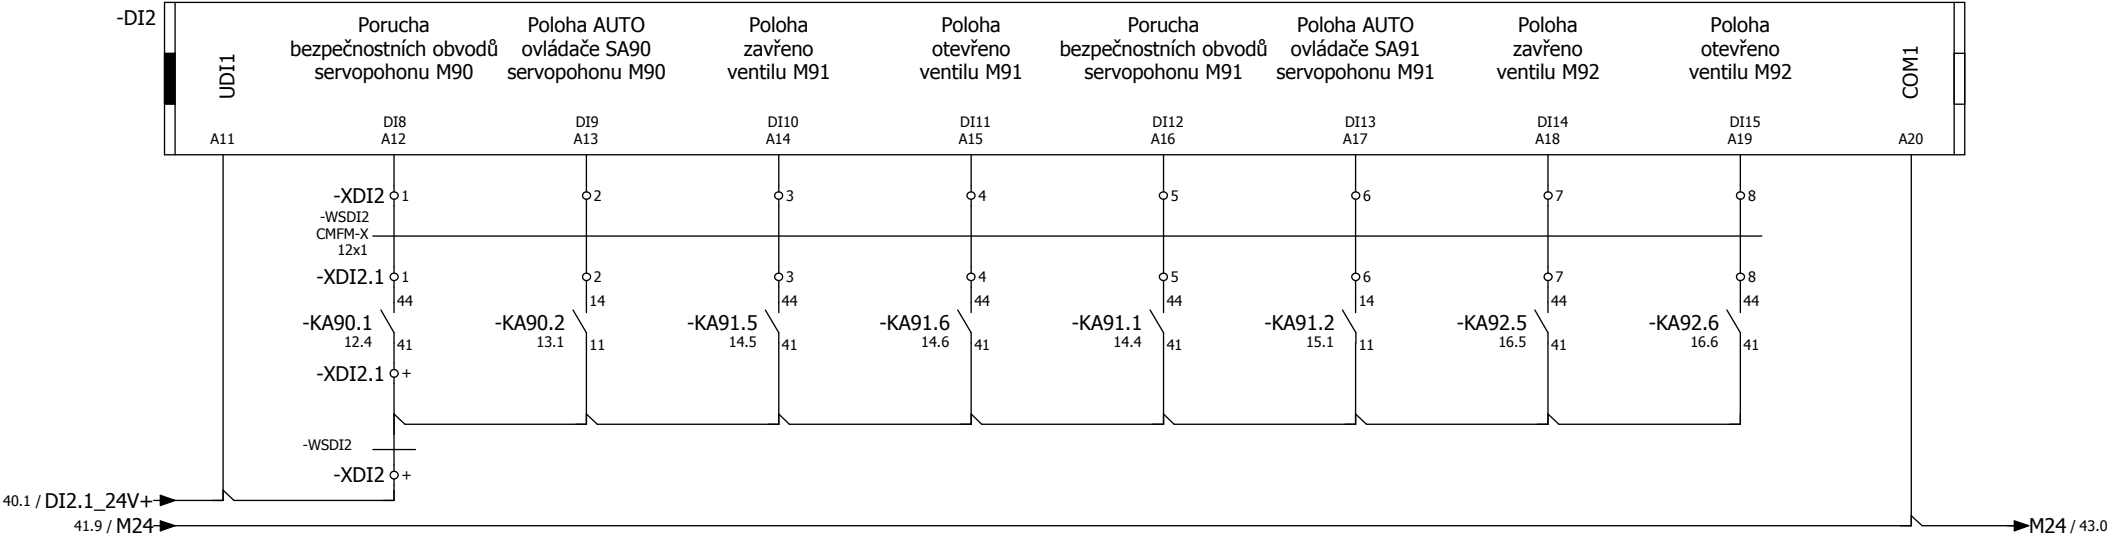 -DI2
UDI1
Porucha
bezpečnostních obvodů
servopohonu M90
Poloha AUTO
ovládače SA90
servopohonu M90
Poloha
zavřeno
ventilu M91
Poloha
otevřeno
ventilu M91
Porucha
bezpečnostních obvodů
servopohonu M91
Poloha AUTO
ovládače SA91
servopohonu M91
Poloha
zavřeno
ventilu M92
Poloha
otevřeno
ventilu M92
COM1
DI8 DI9 DI10 DI11 DI12 DI13 DI14 DI15
A11 A12 A13 A14 A15 A16 A17 A18 A19 A20
-XDI2 1 2 3 4 5 6 7 8
-WSDI2
CMFM-X
12x1
-XDI2.1 1 2 3 4 5 6 7 8
44 14 44 44 44 14 44 44
-KA90.1 -KA90.2 -KA91.5 -KA91.6 -KA91.1 -KA91.2 -KA92.5 -KA92.6
12.4 41 13.1 11 14.5 41 14.6 41 14.4 41 15.1 11 16.5 41 16.6 41
-XDI2.1 +
-WSDI2
-XDI2 +
40.1 / DI2.1_24V+
41.9 / M24
M24 / 43.0